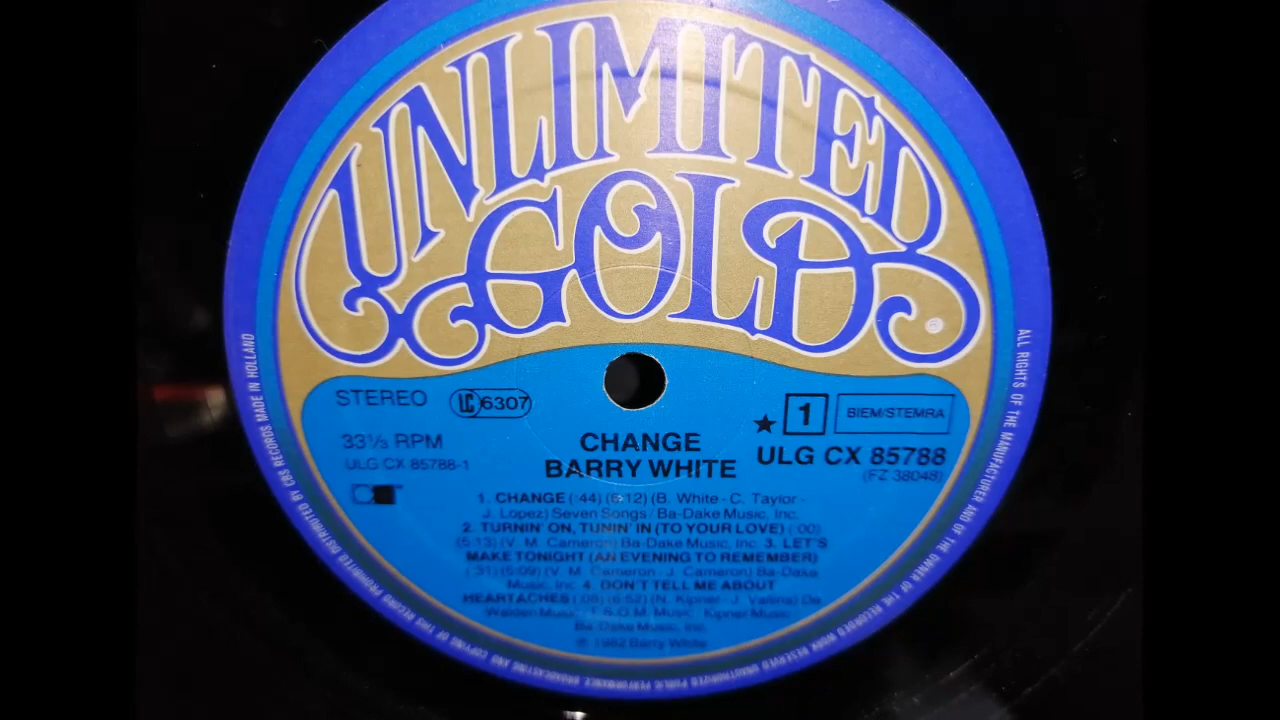 UNLIMITED
GOLD
®
STEREO LC 6307
33⅓ RPM
ULG CX 85788-1
★ 1 BIEM/STEMRA
ULG CX 85788
(FZ 38048)
CHANGE
BARRY WHITE
1. CHANGE (:44) (6:12) (B. White - C. Taylor -
J. Lopez) Seven Songs / Ba-Dake Music, Inc.
2. TURNIN' ON, TUNIN' IN (TO YOUR LOVE) (:00)
(5:13) (V. M. Cameron) Ba-Dake Music, Inc. 3. LET'S
MAKE TONIGHT (AN EVENING TO REMEMBER)
(:31) (5:09) (V. M. Cameron - J. Cameron) Ba-Dake
Music, Inc. 4. DON'T TELL ME ABOUT
HEARTACHES (:08) (6:52) (N. Kipner - J. Vallins) De
Walden Music / Kipner Music
Ba-Dake Music, Inc.
℗ 1982 Barry White
ALL RIGHTS OF THE MANUFACTURER AND OF THE OWNER OF THE RECORDED WORK RESERVED UNAUTHORIZED PUBLIC PERFORMANCE, BROADCASTING AND COPYING OF THIS RECORD PROHIBITED DISTRIBUTED BY CBS RECORDS MADE IN HOLLAND